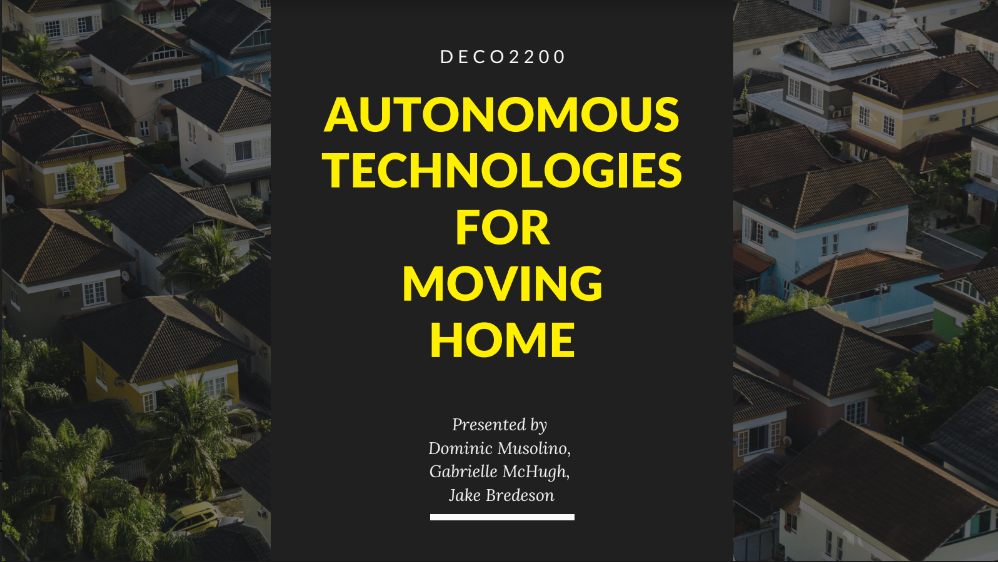 DECO2200
AUTONOMOUS
TECHNOLOGIES
FOR
MOVING
HOME
Presented by
Dominic Musolino,
Gabrielle McHugh,
Jake Bredeson